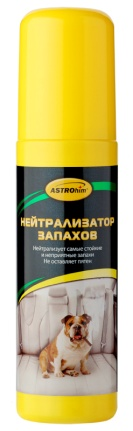 ASTROhim
НЕЙТРАЛИЗАТОР
ЗАПАХОВ
Нейтрализует самые стойкие
и неприятные запахи
Не оставляет пятен